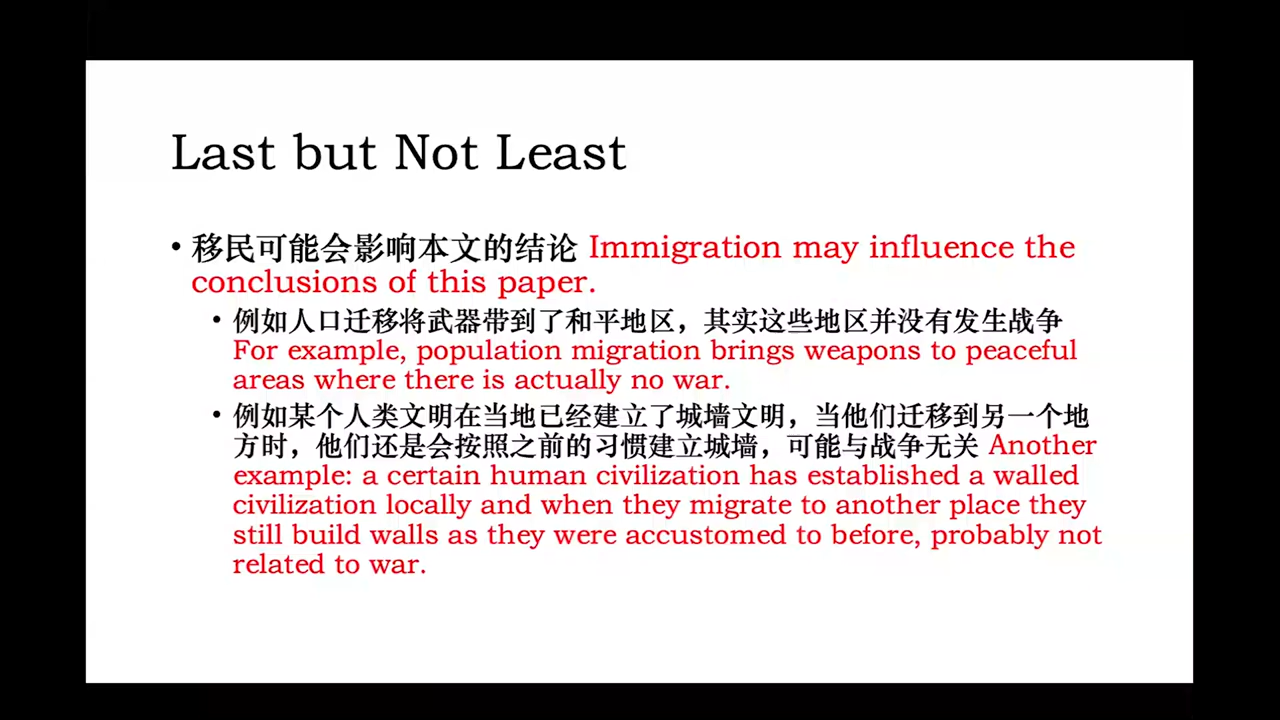 Last but Not Least
• 移民可能会影响本文的结论 Immigration may influence the
conclusions of this paper.
• 例如人口迁移将武器带到了和平地区，其实这些地区并没有发生战争
For example, population migration brings weapons to peaceful
areas where there is actually no war.
• 例如某个人类文明在当地已经建立了城墙文明，当他们迁移到另一个地
方时，他们还是会按照之前的习惯建立城墙，可能与战争无关 Another
example: a certain human civilization has established a walled
civilization locally and when they migrate to another place they
still build walls as they were accustomed to before, probably not
related to war.